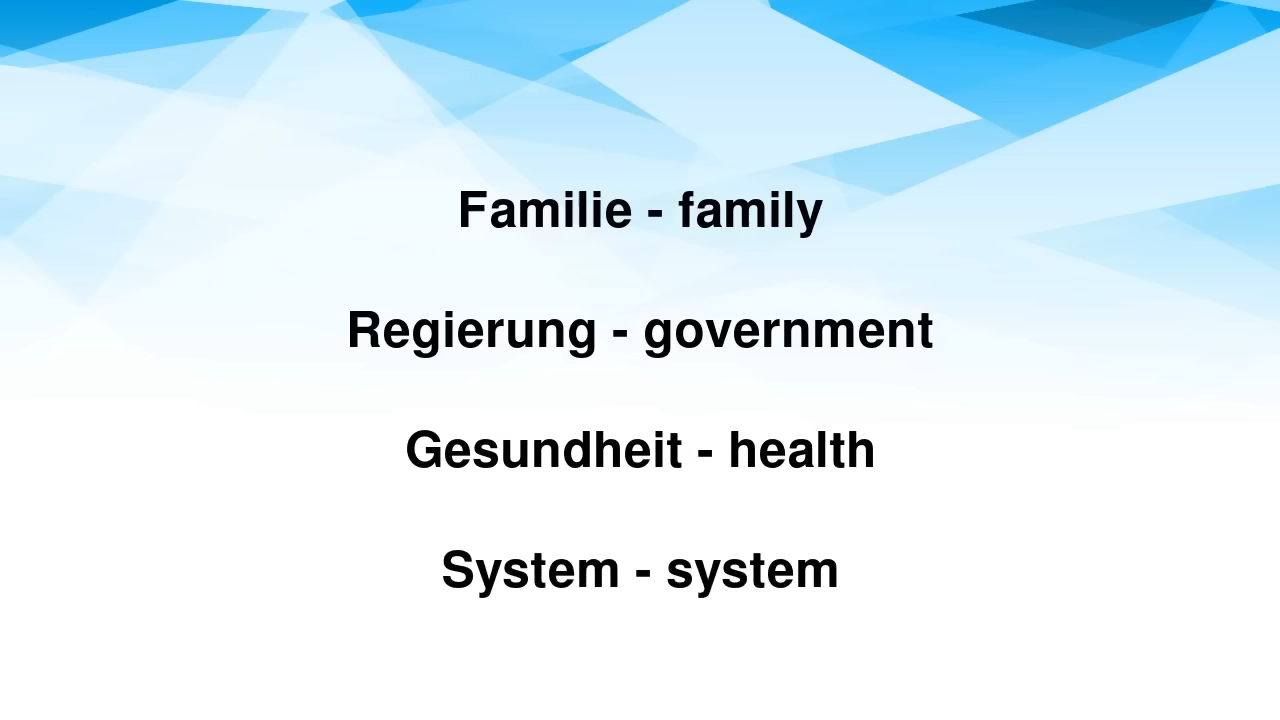 Familie - family
Regierung - government
Gesundheit - health
System - system